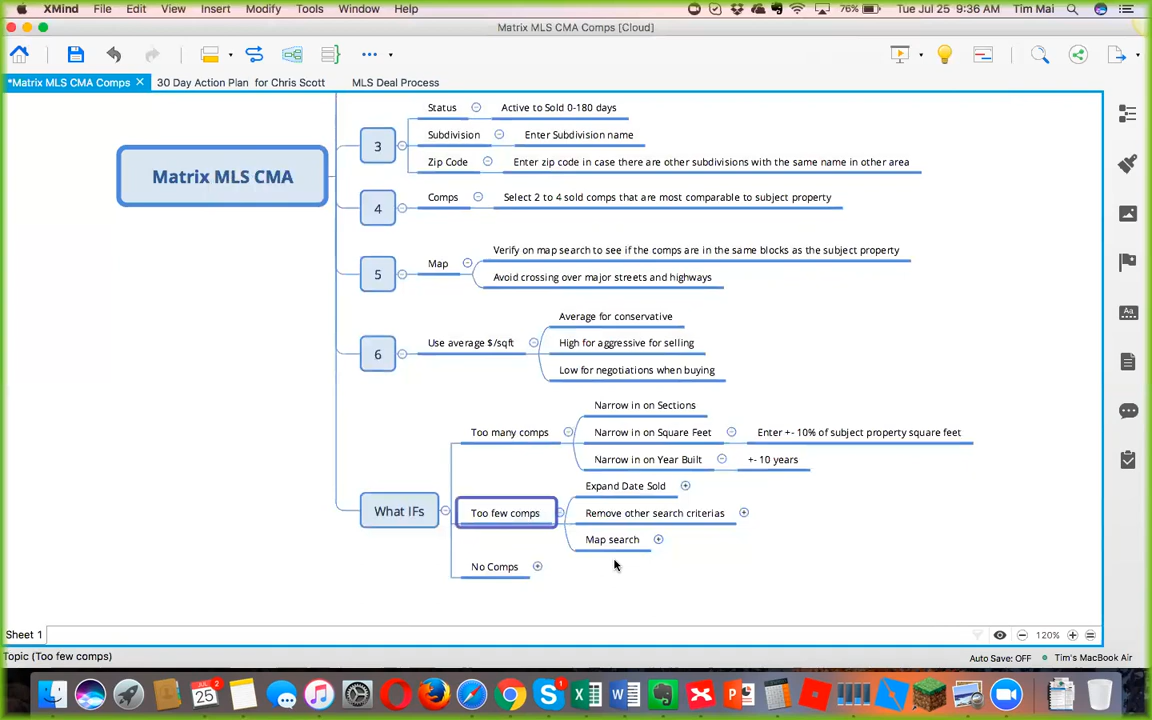 XMind File Edit View Insert Modify Tools Window Help 76% Tue Jul 25 9:36 AM Tim Mai
Matrix MLS CMA Comps [Cloud]
*Matrix MLS CMA Comps 30 Day Action Plan for Chris Scott MLS Deal Process
Matrix MLS CMA
3
Status Active to Sold 0-180 days
Subdivision Enter Subdivision name
Zip Code Enter zip code in case there are other subdivisions with the same name in other area
4 Comps Select 2 to 4 sold comps that are most comparable to subject property
5 Map
Verify on map search to see if the comps are in the same blocks as the subject property
Avoid crossing over major streets and highways
6 Use average $/sqft
Average for conservative
High for aggressive for selling
Low for negotiations when buying
What IFs
Too many comps
Narrow in on Sections
Narrow in on Square Feet Enter +- 10% of subject property square feet
Narrow in on Year Built +- 10 years
Too few comps
Expand Date Sold
Remove other search criterias
Map search
No Comps
Sheet 1 120%
Topic (Too few comps) Auto Save: OFF Tim's MacBook Air
JUL 2
25
1